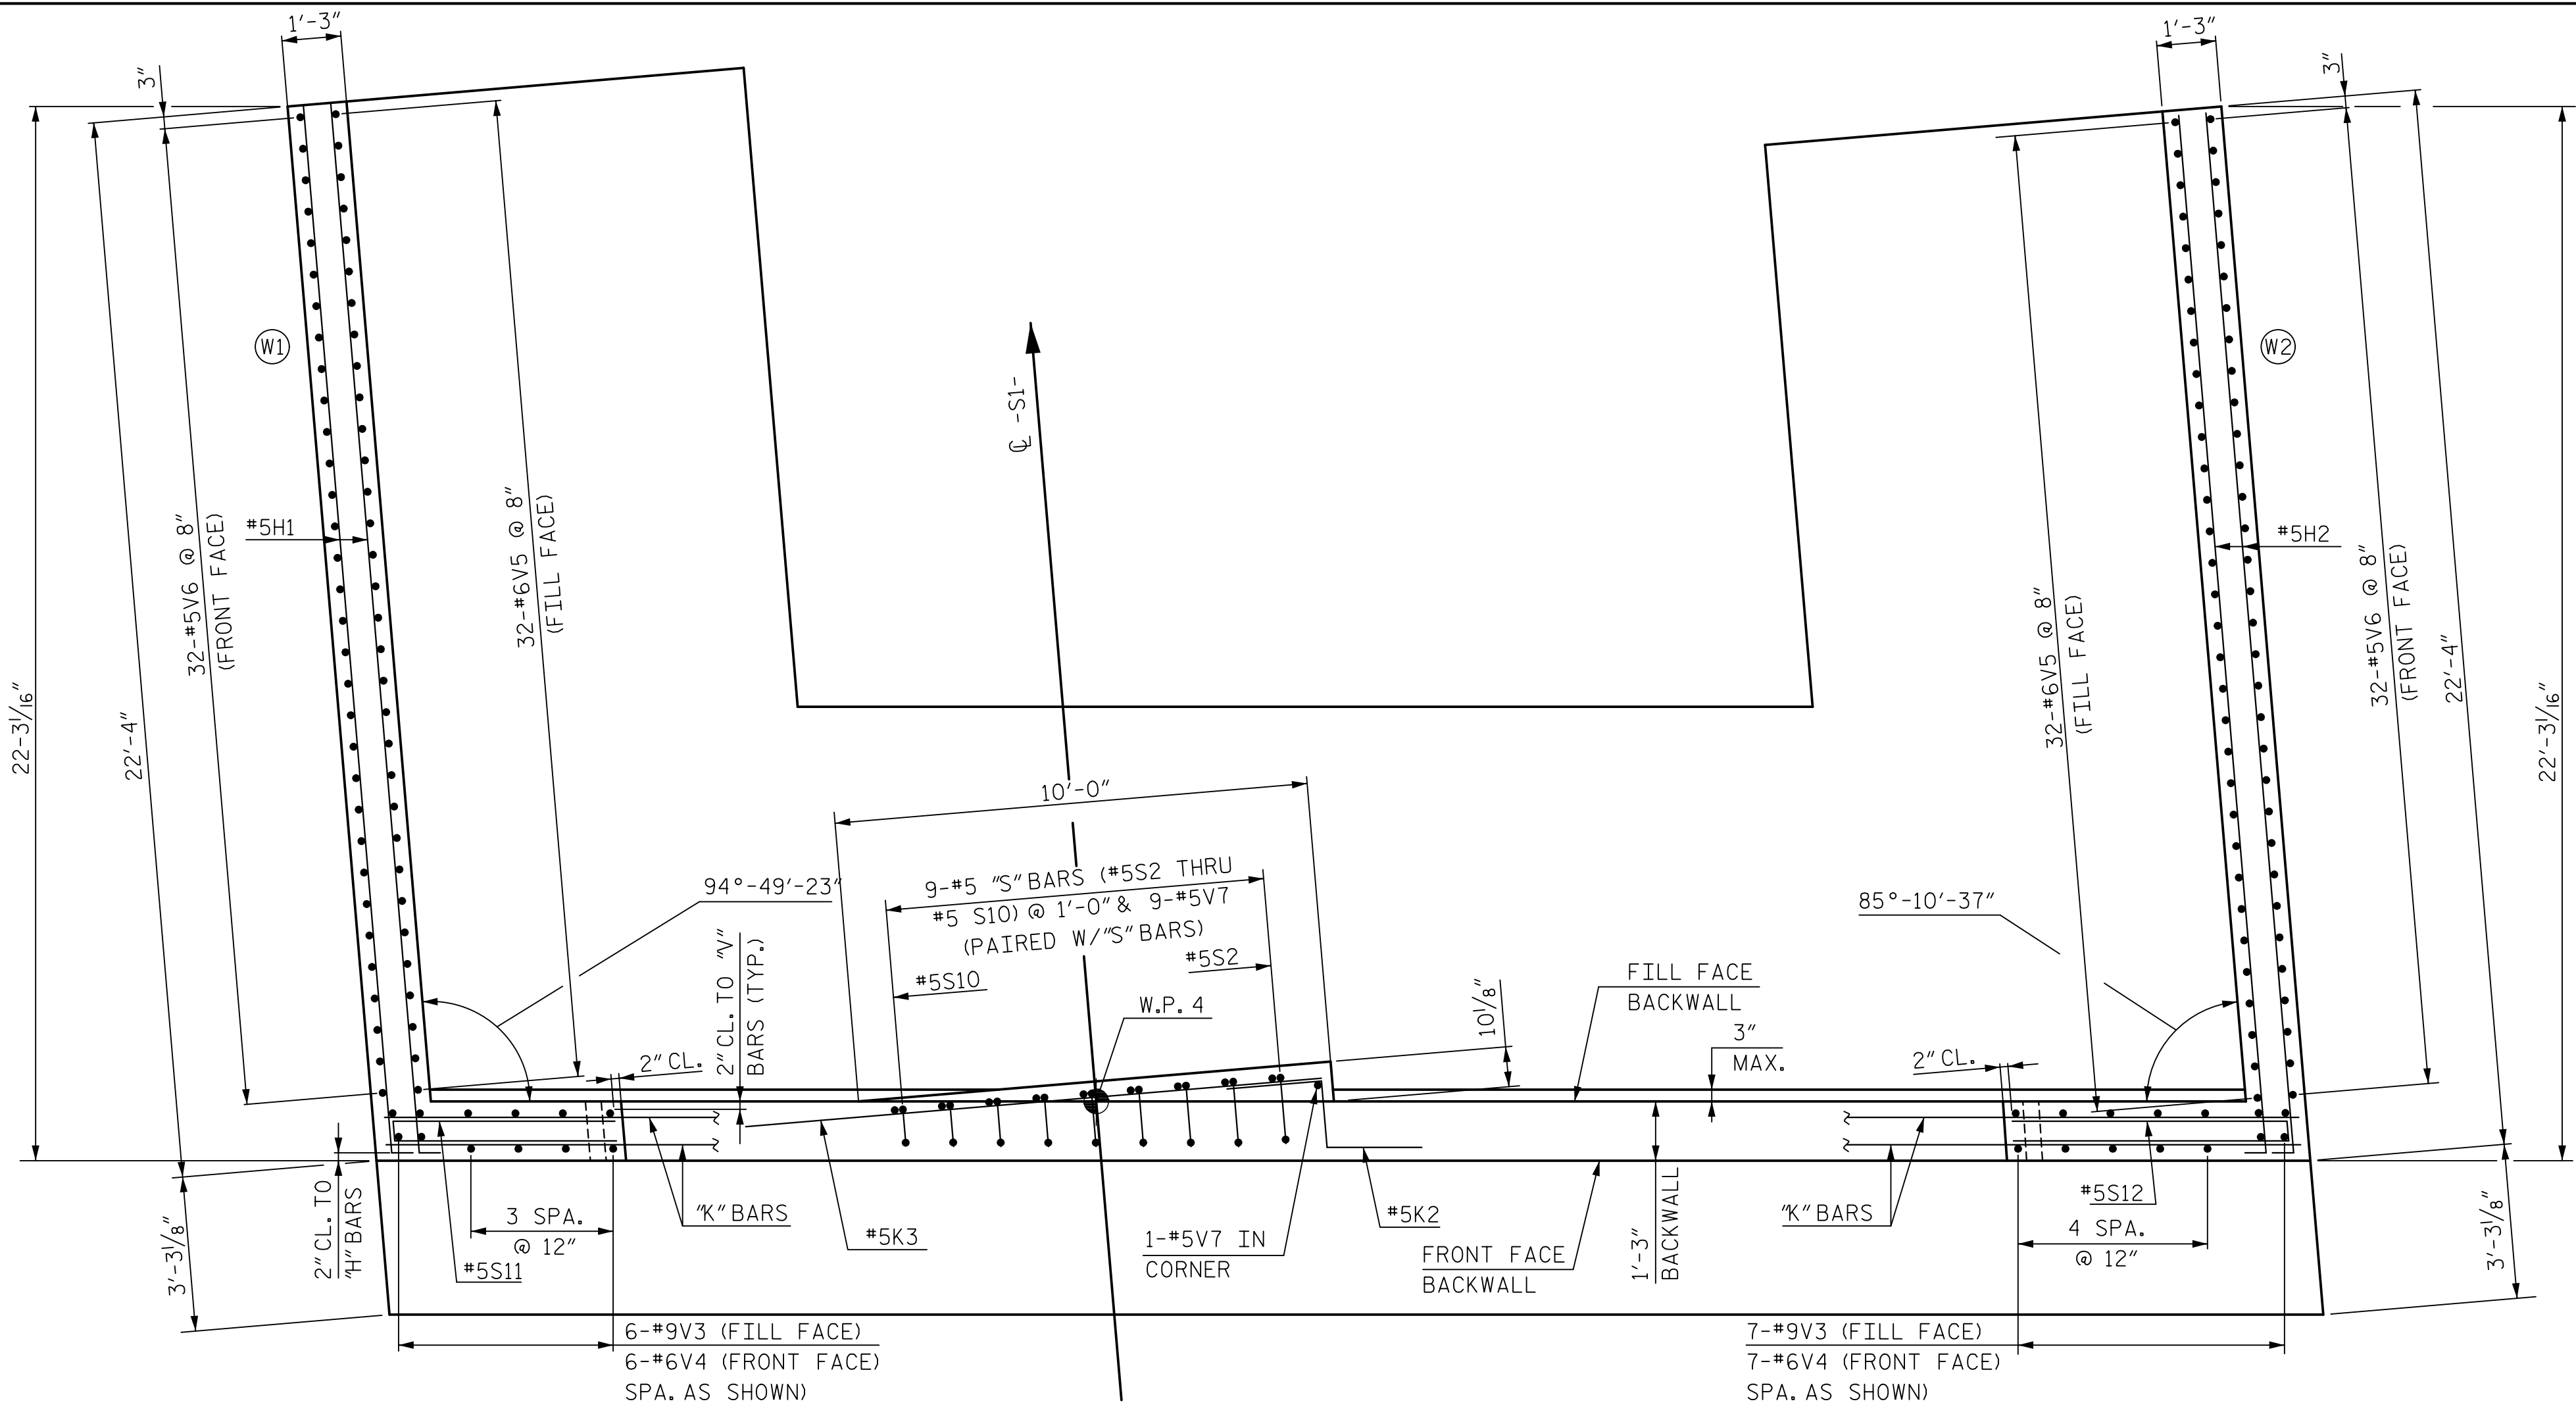 1'-3"
1'-3"
3"
3"
W1
W2
℄ -S1-
32-#5V6 @ 8"
(FRONT FACE)
#5H1
32-#6V5 @ 8"
(FILL FACE)
#5H2
32-#6V5 @ 8"
(FILL FACE)
32-#5V6 @ 8"
(FRONT FACE)
22-3 1/16"
22'-4"
22'-4"
22'-3 1/16"
10'-0"
94°-49'-23"
9-#5 "S" BARS (#5S2 THRU
#5 S10) @ 1'-0" & 9-#5V7
(PAIRED W/"S" BARS)
85°-10'-37"
#5S10
#5S2
W.P. 4
2" CL. TO "V"
BARS (TYP.)
2" CL.
10 1/8"
FILL FACE
BACKWALL
3"
MAX.
2" CL.
3'-3 1/8"
2" CL. TO
"H" BARS
3 SPA.
@ 12"
#5S11
"K" BARS
#5K3
1-#5V7 IN
CORNER
#5K2
FRONT FACE
BACKWALL
1'-3"
BACKWALL
"K" BARS
#5S12
4 SPA.
@ 12"
3'-3 1/8"
6-#9V3 (FILL FACE)
6-#6V4 (FRONT FACE)
SPA. AS SHOWN)
7-#9V3 (FILL FACE)
7-#6V4 (FRONT FACE)
SPA. AS SHOWN)